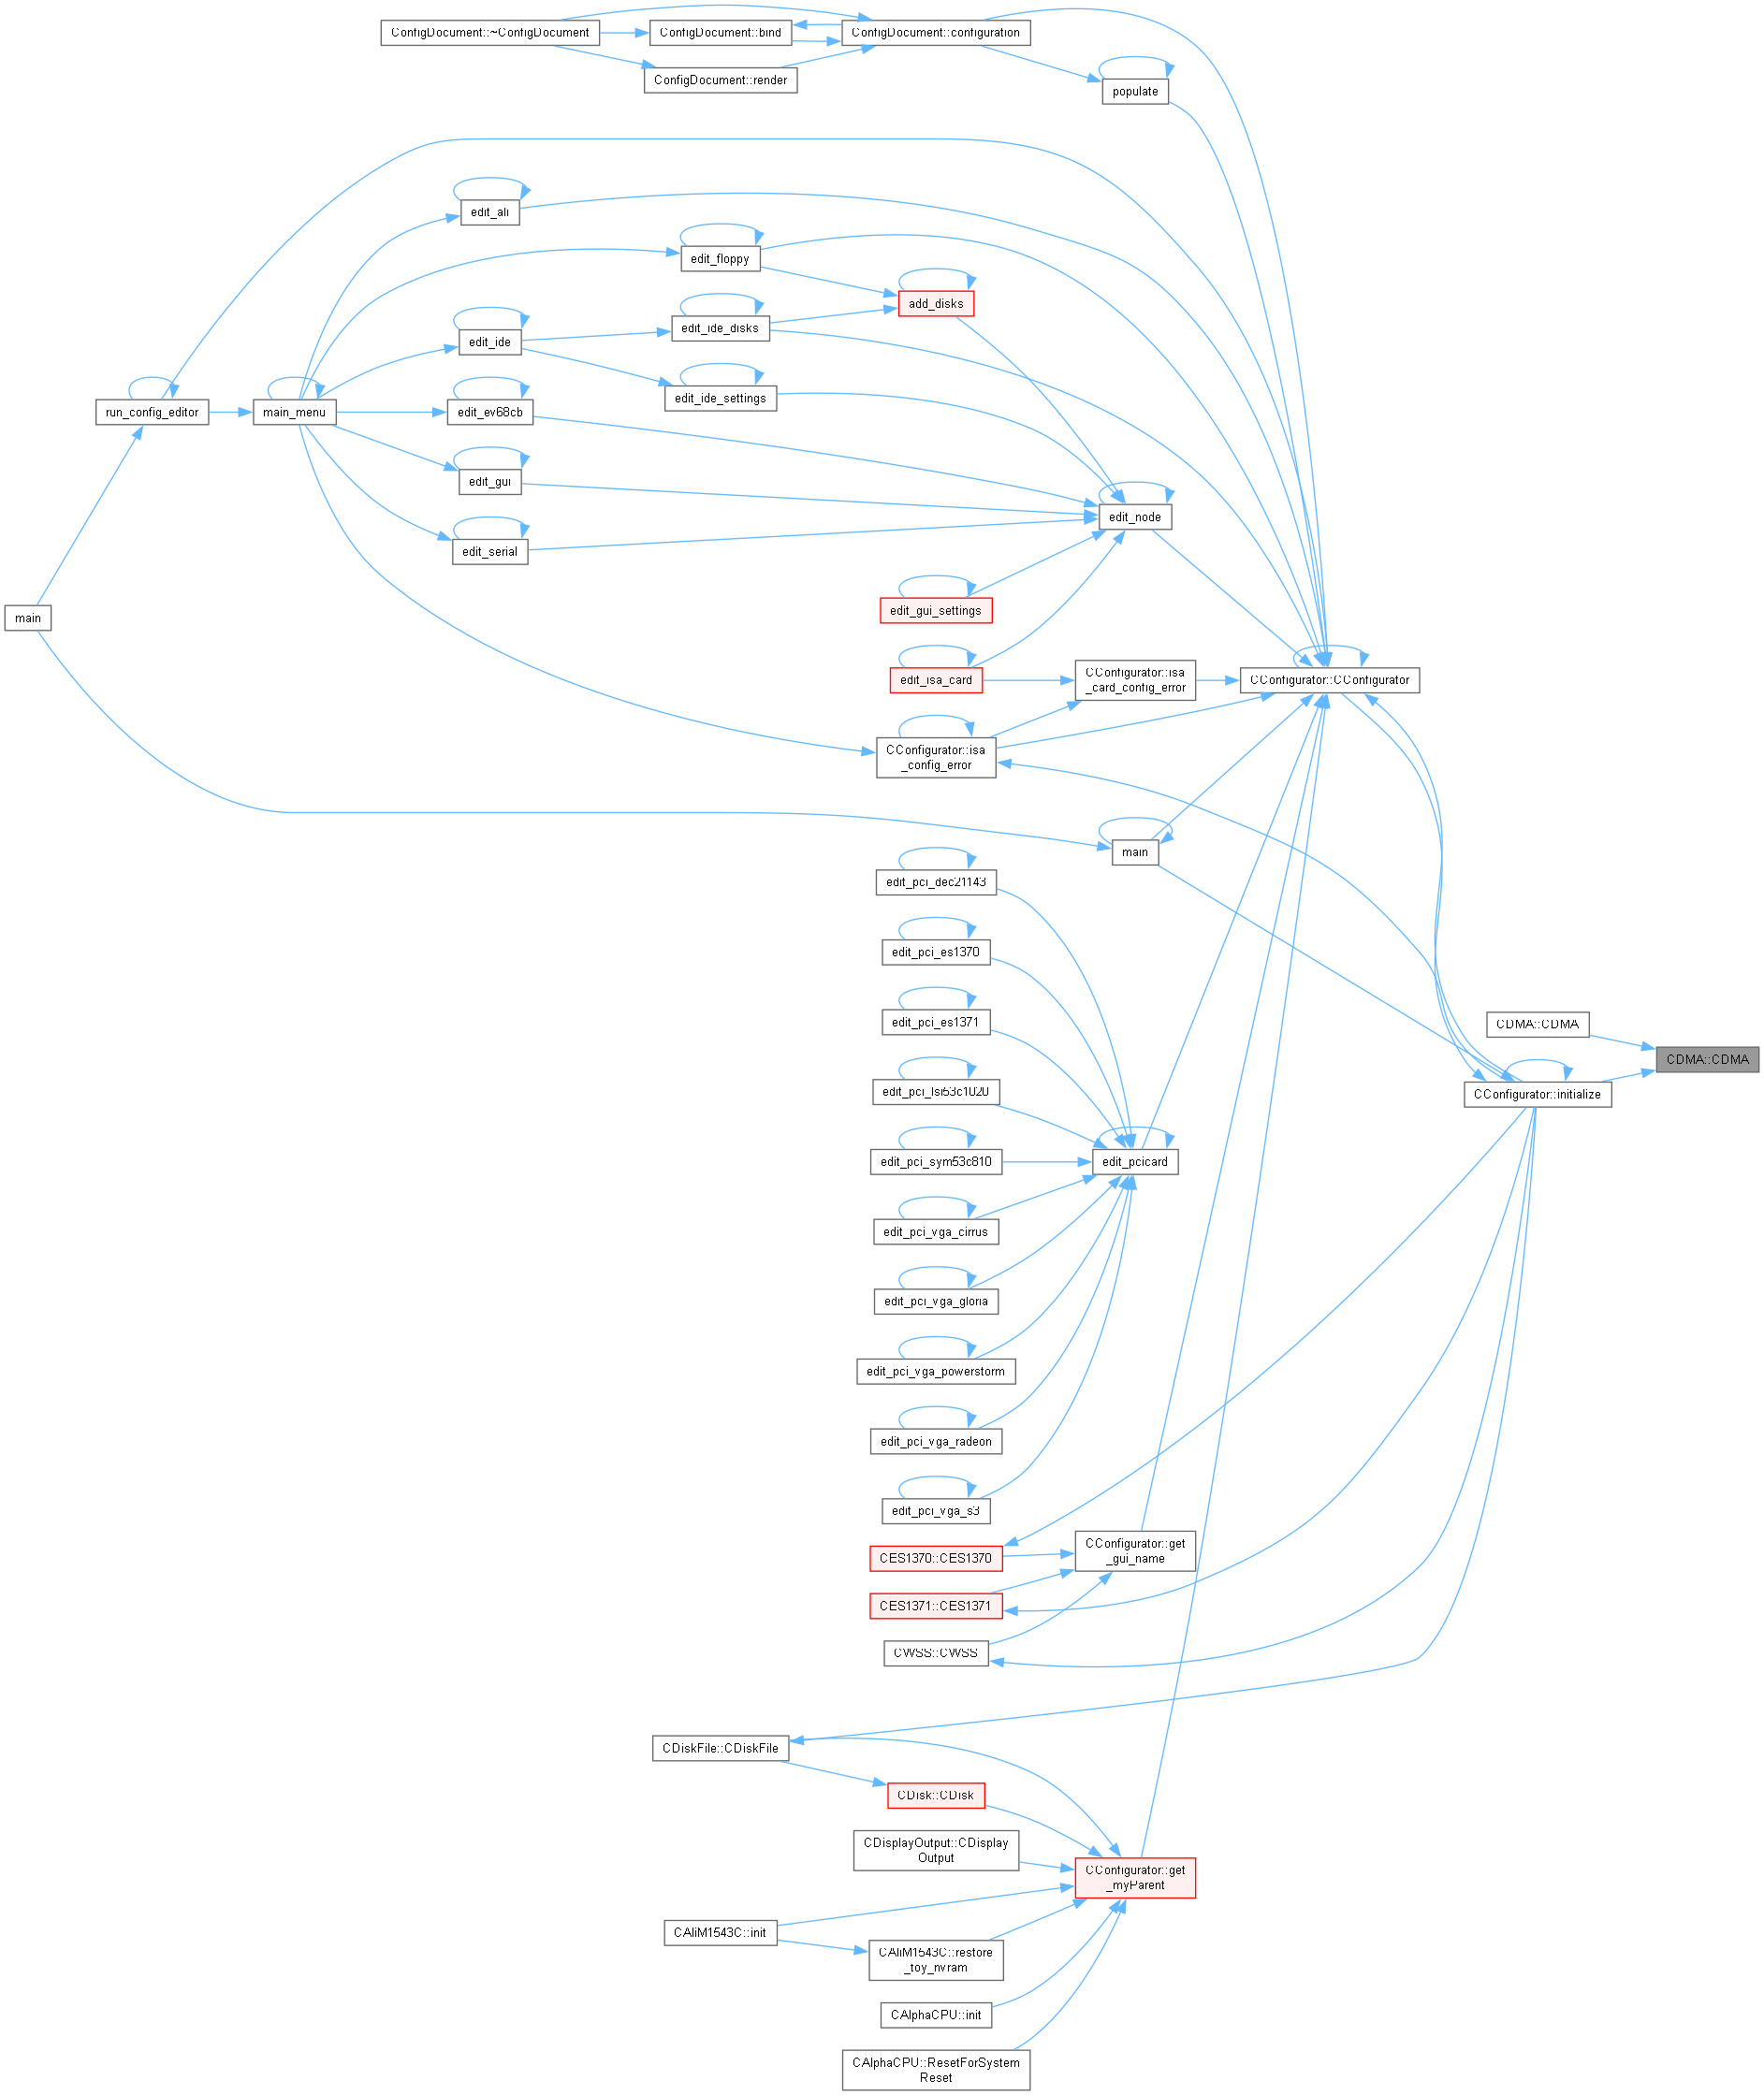 ConfigDocument::~ConfigDocument
ConfigDocument::bind
ConfigDocument::configuration
ConfigDocument::render
populate
edit_ali
edit_floppy
add_disks
edit_ide
edit_ide_disks
edit_ide_settings
run_config_editor
main_menu
edit_ev68cb
edit_gui
edit_node
edit_serial
edit_gui_settings
main
edit_isa_card
CConfigurator::isa
_card_config_error
CConfigurator::CConfigurator
CConfigurator::isa
_config_error
main
edit_pci_dec21143
edit_pci_es1370
edit_pci_es1371
CDMA::CDMA
CDMA::CDMA
CConfigurator::initialize
edit_pci_lsi53c1020
edit_pci_sym53c810
edit_pcicard
edit_pci_vga_cirrus
edit_pci_vga_gloria
edit_pci_vga_powerstorm
edit_pci_vga_radeon
edit_pci_vga_s3
CConfigurator::get
_gui_name
CES1370::CES1370
CES1371::CES1371
CWSS::CWSS
CDiskFile::CDiskFile
CDisk::CDisk
CDisplayOutput::CDisplay
Output
CConfigurator::get
_myParent
CAliM1543C::init
CAliM1543C::restore
_toy_nvram
CAlphaCPU::init
CAlphaCPU::ResetForSystem
Reset